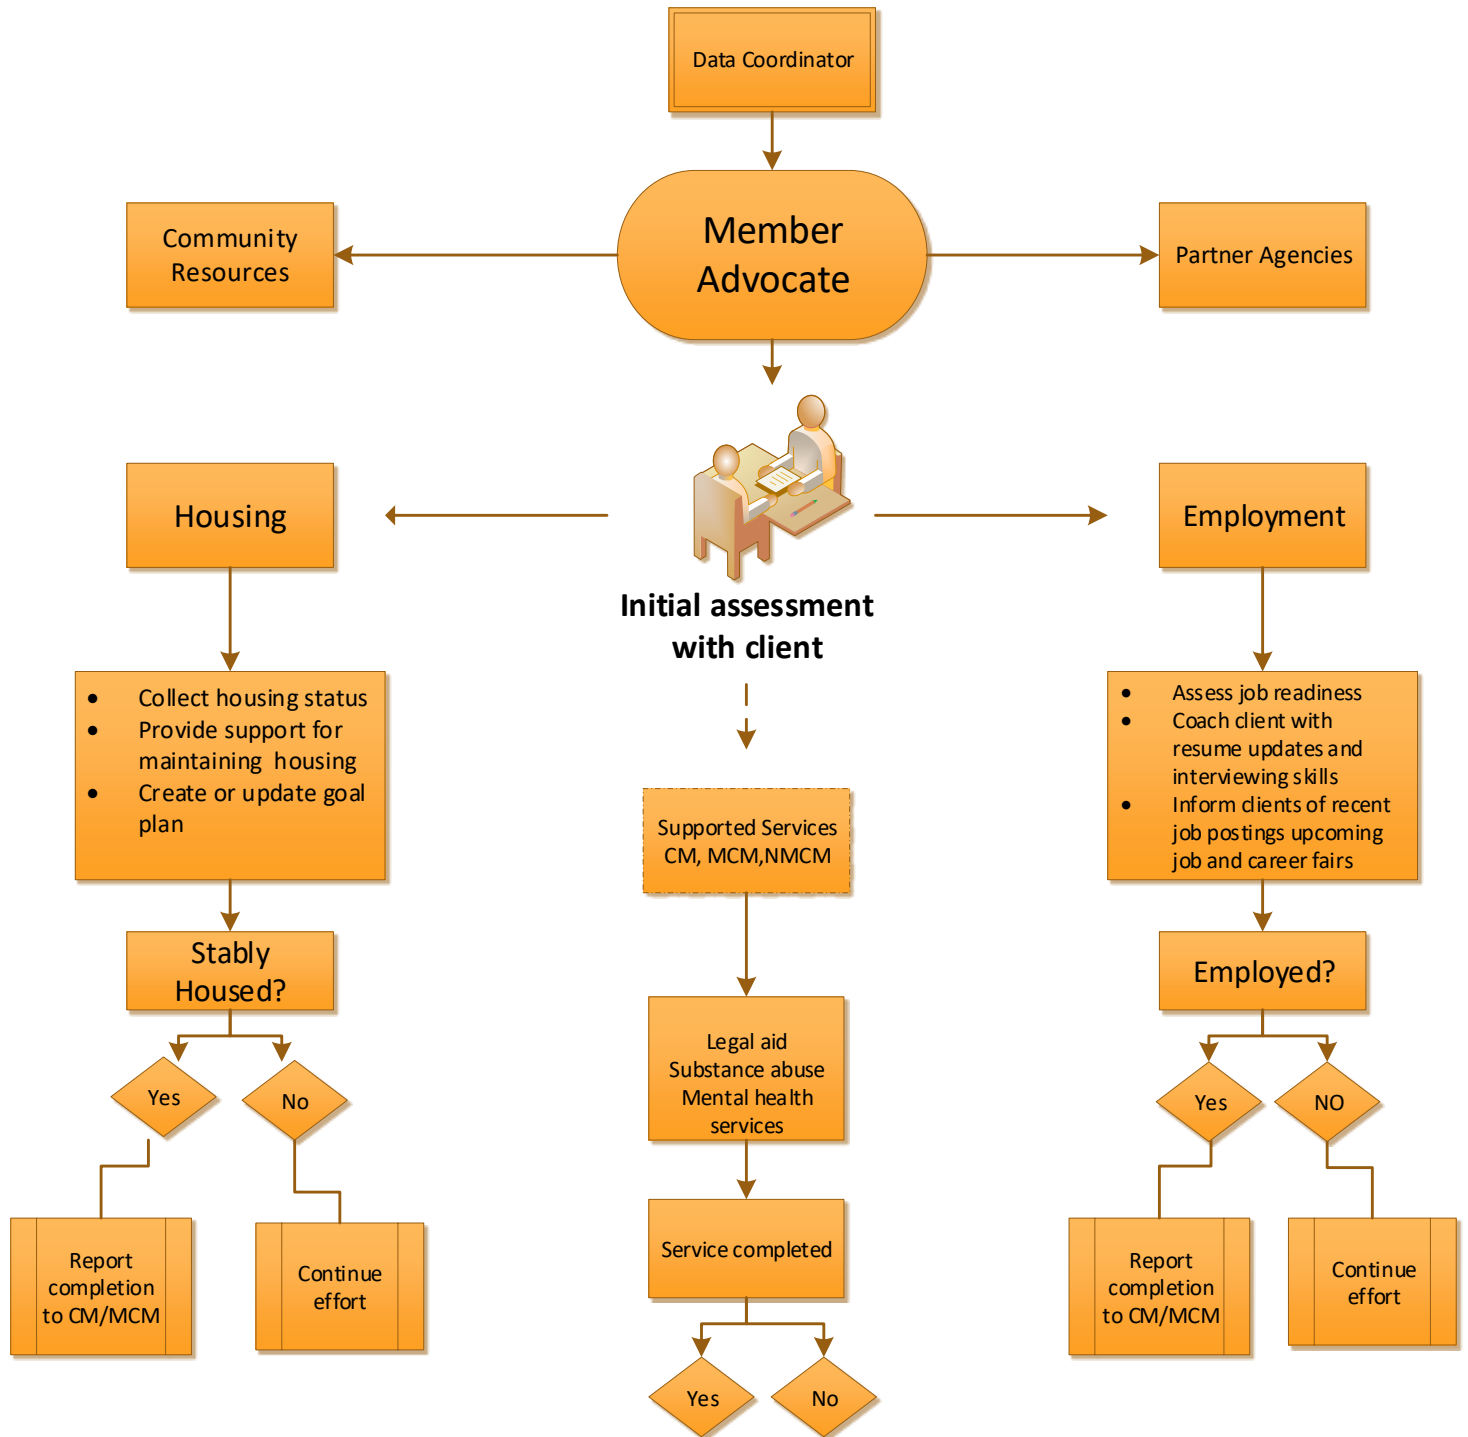 Data Coordinator
Member
Advocate
Community
Resources
Partner Agencies
Housing
Employment
Initial assessment
with client
• Collect housing status
• Provide support for
maintaining housing
• Create or update goal
plan
• Assess job readiness
• Coach client with
resume updates and
interviewing skills
• Inform clients of recent
job postings upcoming
job and career fairs
Supported Services
CM, MCM,NMCM
Stably
Housed?
Employed?
Legal aid
Substance abuse
Mental health
services
Yes
No
Yes
NO
Report
completion
to CM/MCM
Continue
effort
Service completed
Report
completion
to CM/MCM
Continue
effort
Yes
No